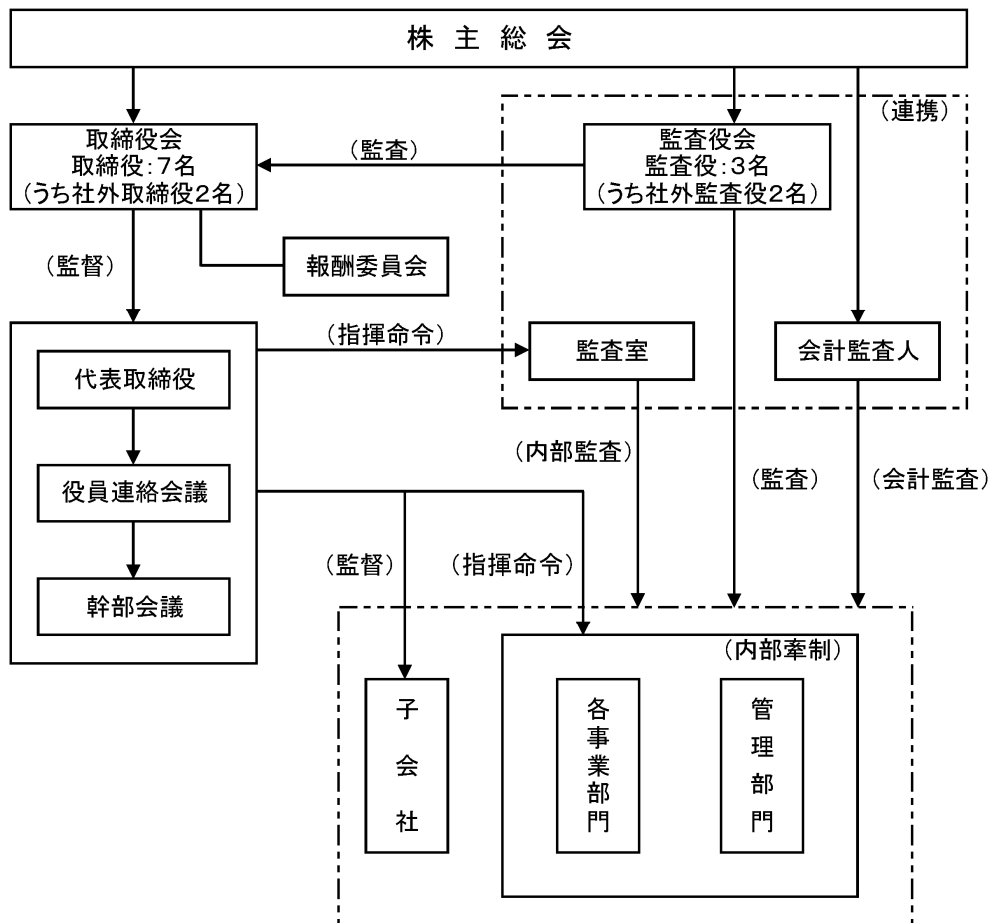 株主総会
（連携）
取締役会
取締役：7名
（うち社外取締役2名）
（監査）
監査役会
監査役：3名
（うち社外監査役2名）
（監督）
報酬委員会
（指揮命令）
監査室
会計監査人
代表取締役
役員連絡会議
幹部会議
（内部監査）
（監査）
（会計監査）
（監督）
（指揮命令）
（内部牽制）
子会社
各事業部門
管理部門